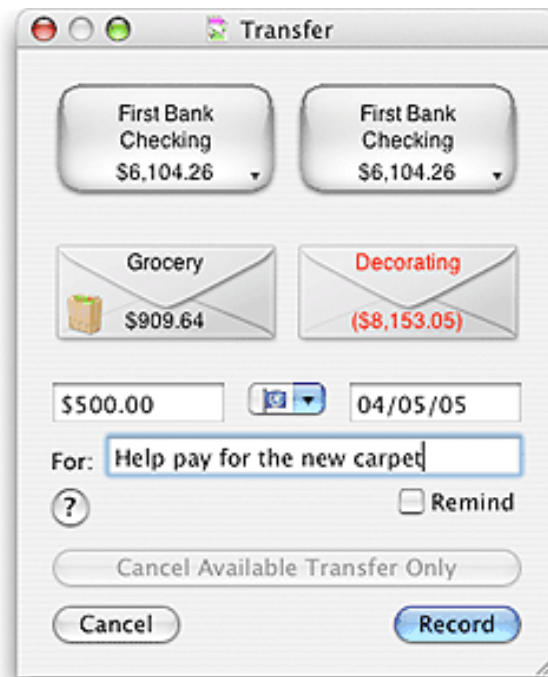 Transfer
First Bank
Checking
$6,104.26
First Bank
Checking
$6,104.26
Grocery
$909.64
Decorating
($8,153.05)
$500.00
04/05/05
For: Help pay for the new carpet
?
Remind
Cancel Available Transfer Only
Cancel
Record